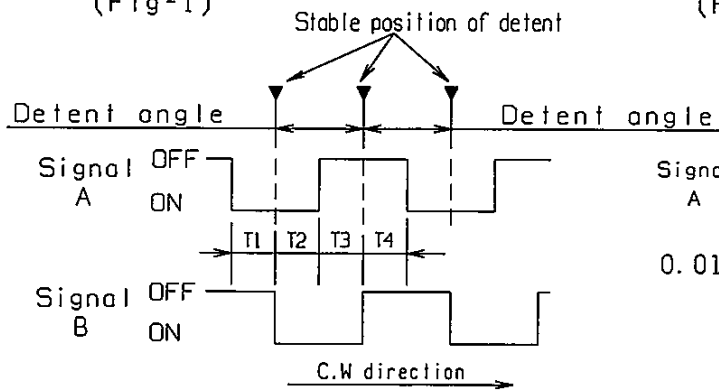 (Fig-1)
Stable position of detent
Detent angle
Detent angle
Signal A
OFF
ON
Signal A
T1 T2 T3 T4
0.01
Signal B
OFF
ON
C.W direction